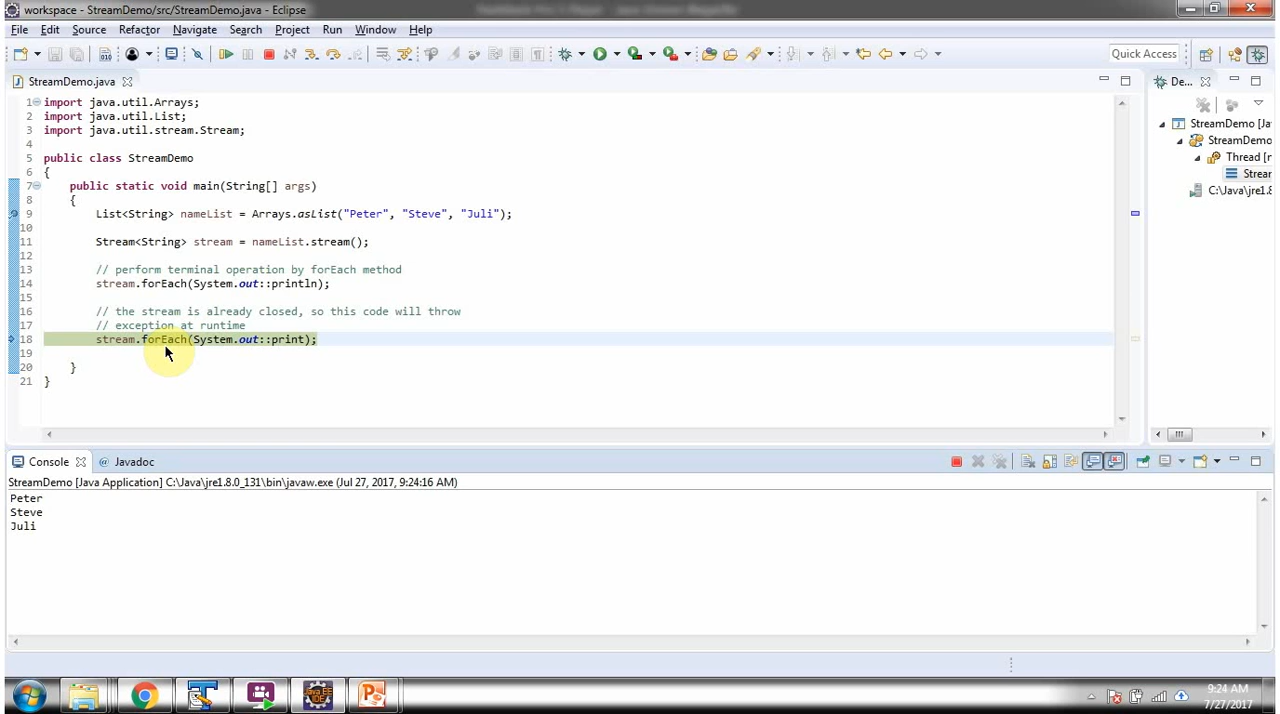 workspace - StreamDemo/src/StreamDemo.java - Eclipse
File Edit Source Refactor Navigate Search Project Run Window Help
Quick Access
StreamDemo.java
De...
1 import java.util.Arrays;
2 import java.util.List;
3 import java.util.stream.Stream;
4
5 public class StreamDemo
6 {
7 public static void main(String[] args)
8 {
9 List<String> nameList = Arrays.asList("Peter", "Steve", "Juli");
10
11 Stream<String> stream = nameList.stream();
12
13 // perform terminal operation by forEach method
14 stream.forEach(System.out::println);
15
16 // the stream is already closed, so this code will throw
17 // exception at runtime
18 stream.forEach(System.out::print);
19
20 }
21 }
StreamDemo [Ja
StreamDemo
Thread [
Strear
C:\Java\jre1.8
Console @ Javadoc
StreamDemo [Java Application] C:\Java\jre1.8.0_131\bin\javaw.exe (Jul 27, 2017, 9:24:16 AM)
Peter
Steve
Juli
Java EE
IDE
9:24 AM
7/27/2017